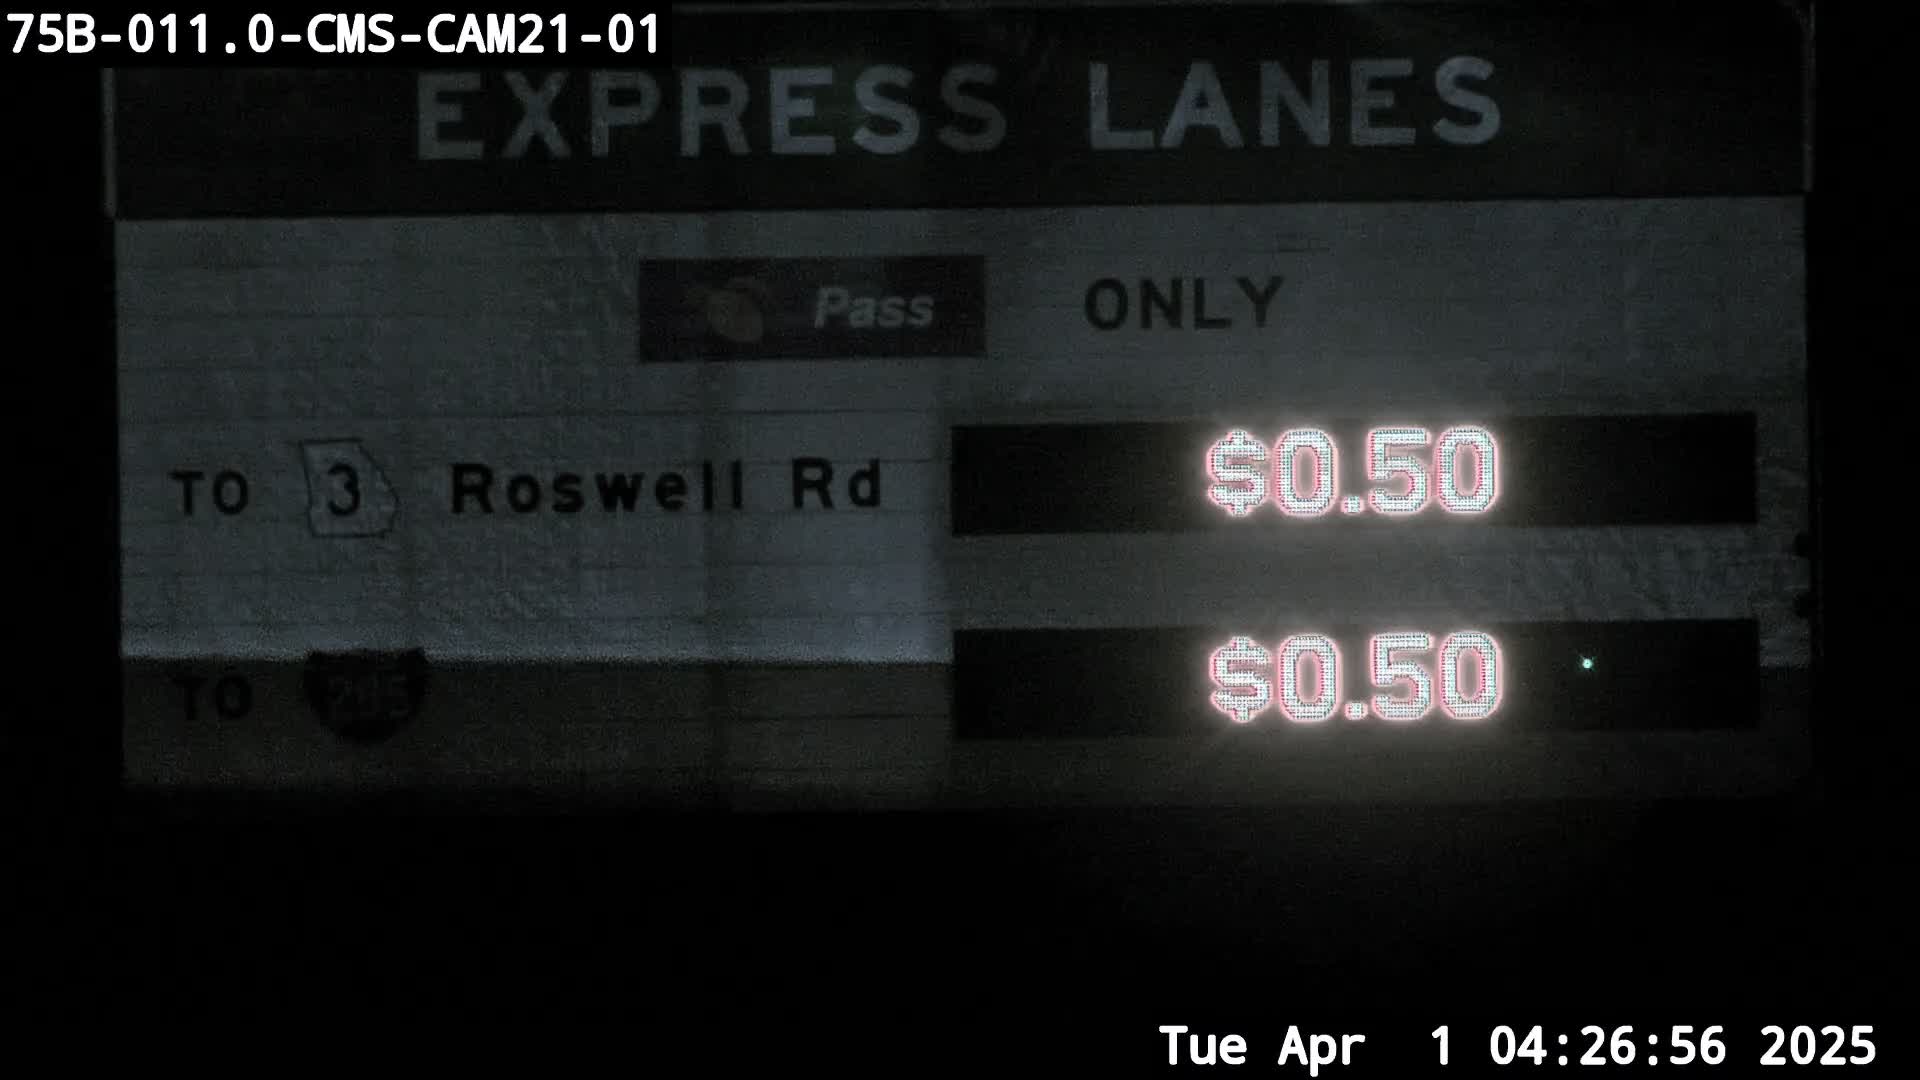 75B-011.0-CMS-CAM21-01
EXPRESS LANES
Pass ONLY
TO 3 Roswell Rd $0.50
TO 285 $0.50
Tue Apr 1 04:26:56 2025